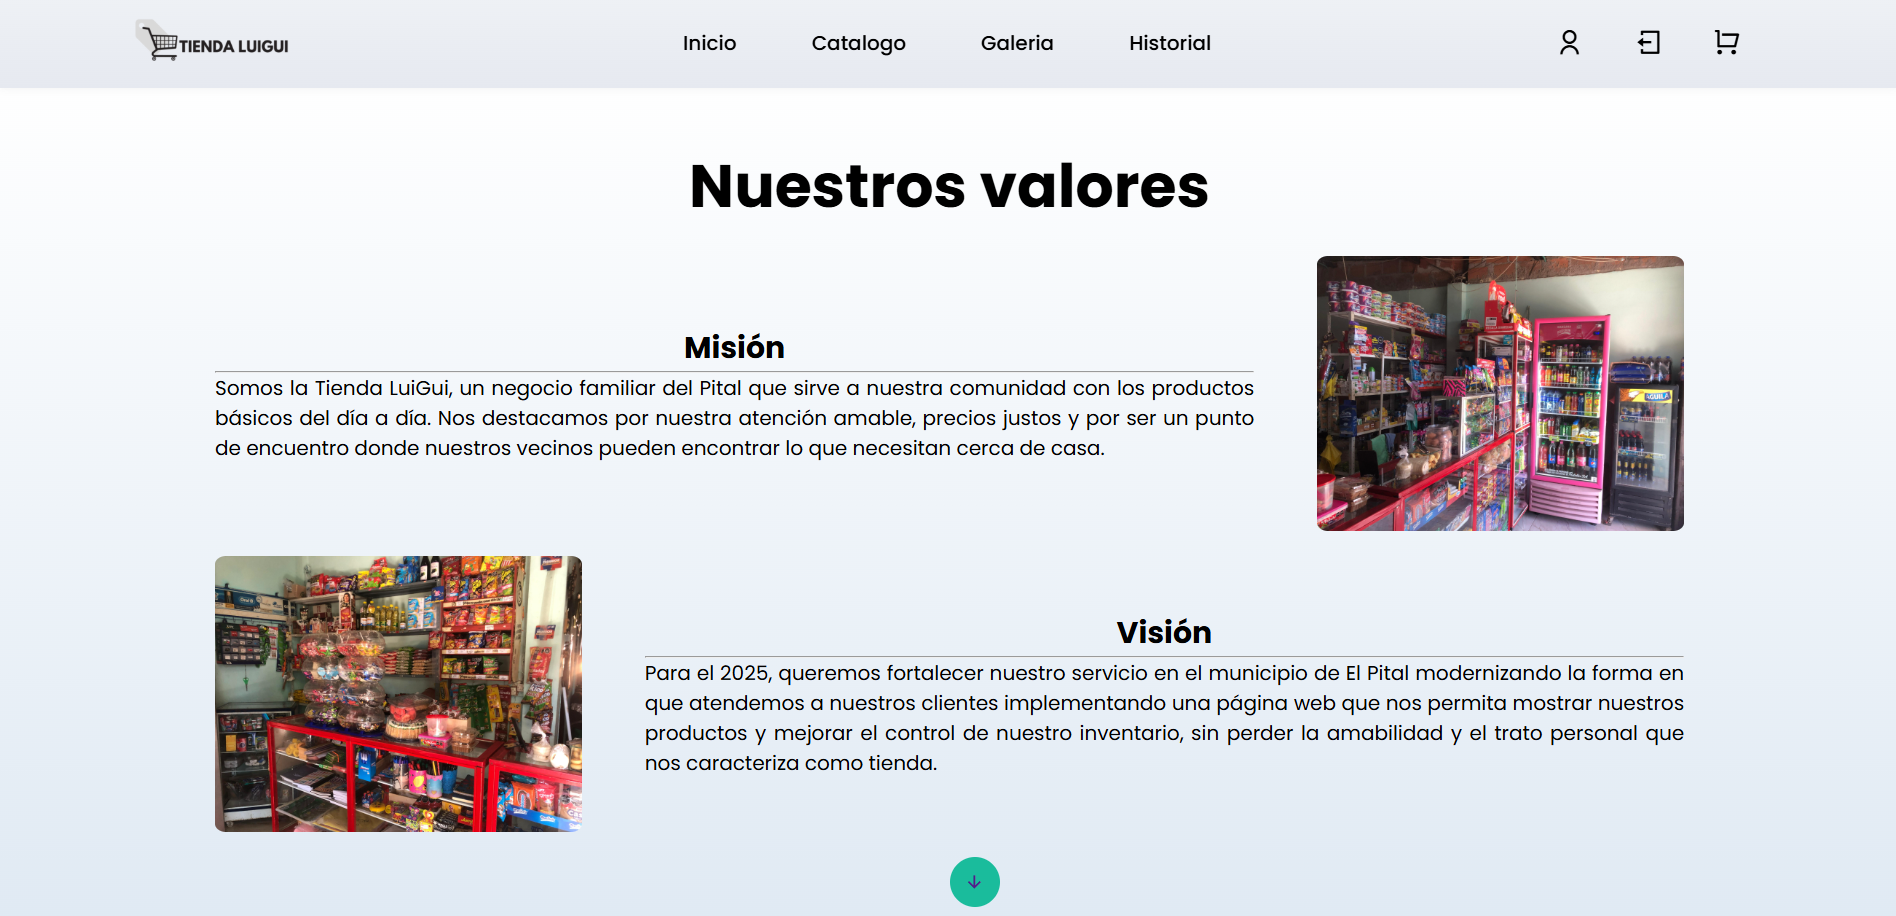 TIENDA LUIGUI
Inicio
Catalogo
Galeria
Historial
Nuestros valores
Misión
Somos la Tienda LuiGui, un negocio familiar del Pital que sirve a nuestra comunidad con los productos
básicos del día a día. Nos destacamos por nuestra atención amable, precios justos y por ser un punto
de encuentro donde nuestros vecinos pueden encontrar lo que necesitan cerca de casa.
AGUILA
Visión
Para el 2025, queremos fortalecer nuestro servicio en el municipio de El Pital modernizando la forma en
que atendemos a nuestros clientes implementando una página web que nos permita mostrar nuestros
productos y mejorar el control de nuestro inventario, sin perder la amabilidad y el trato personal que
nos caracteriza como tienda.